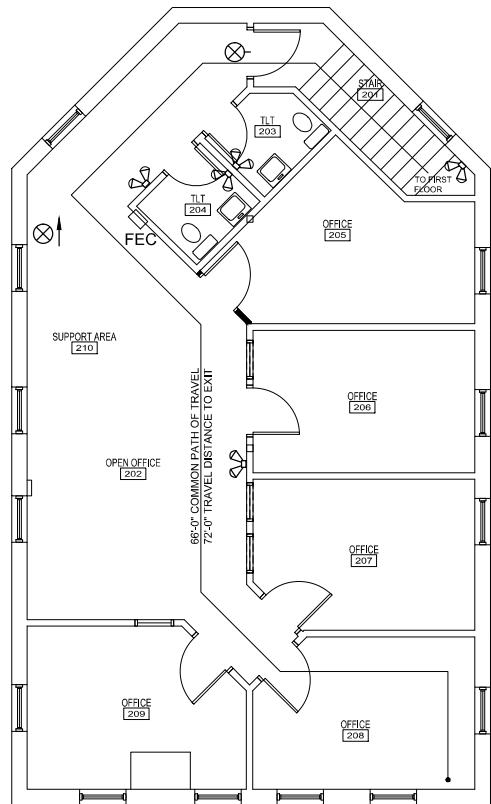 STAIR
201
TLT
203
TO FIRST
FLOOR
TLT
204
OFFICE
205
FEC
SUPPORT AREA
210
66'-0" COMMON PATH OF TRAVEL
72'-0" TRAVEL DISTANCE TO EXIT
OFFICE
206
OPEN OFFICE
202
OFFICE
207
OFFICE
209
OFFICE
208